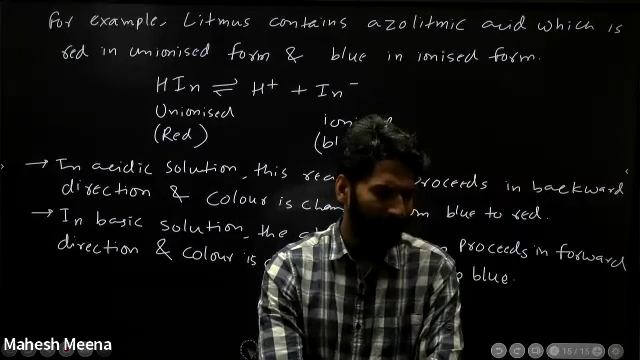 For example, Litmus contains azolitmic acid which is
red in unionised form & blue in ionised form.
HIn ⇌ H+ + In−
Unionised
(Red)
→ In acidic solution, this proceeds in backward
direction & colour is from blue to red.
→ In basic solution, the proceeds in forward
direction & colour is blue.
Mahesh Meena
15/15